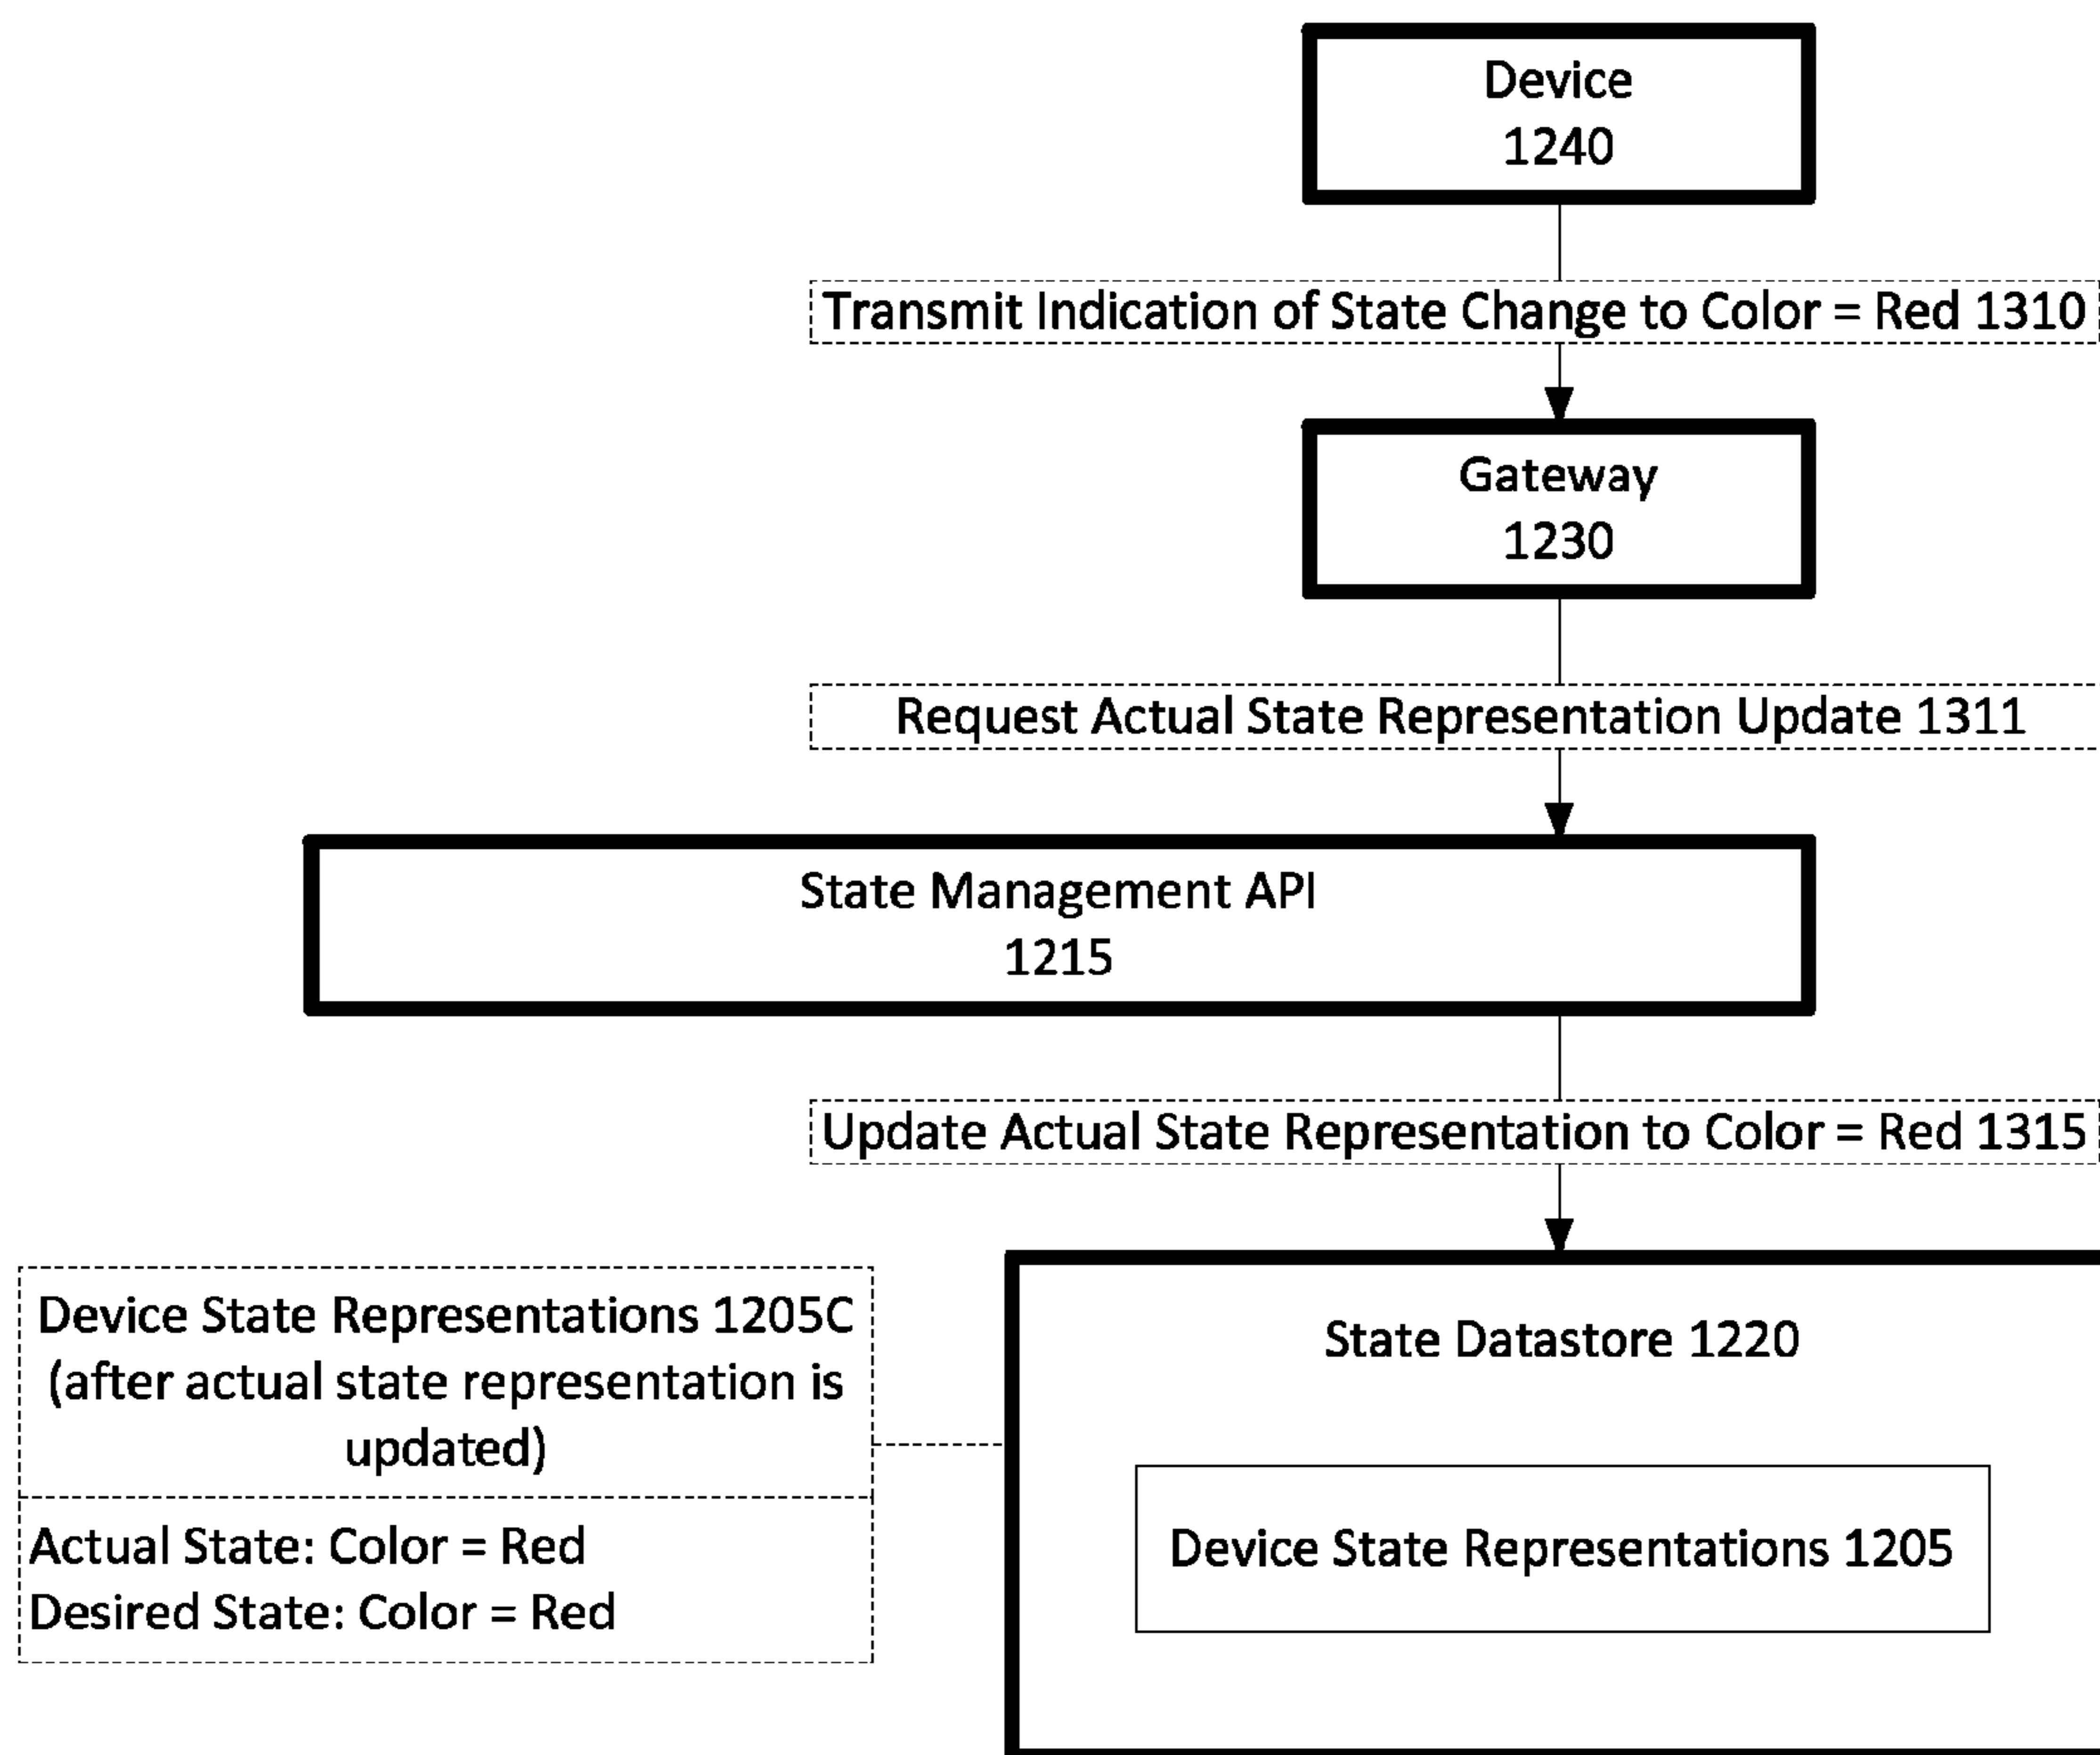 Device
1240
Transmit Indication of State Change to Color = Red 1310
Gateway
1230
Request Actual State Representation Update 1311
State Management API
1215
Update Actual State Representation to Color = Red 1315
Device State Representations 1205C
(after actual state representation is
updated)
Actual State: Color = Red
Desired State: Color = Red
State Datastore 1220
Device State Representations 1205